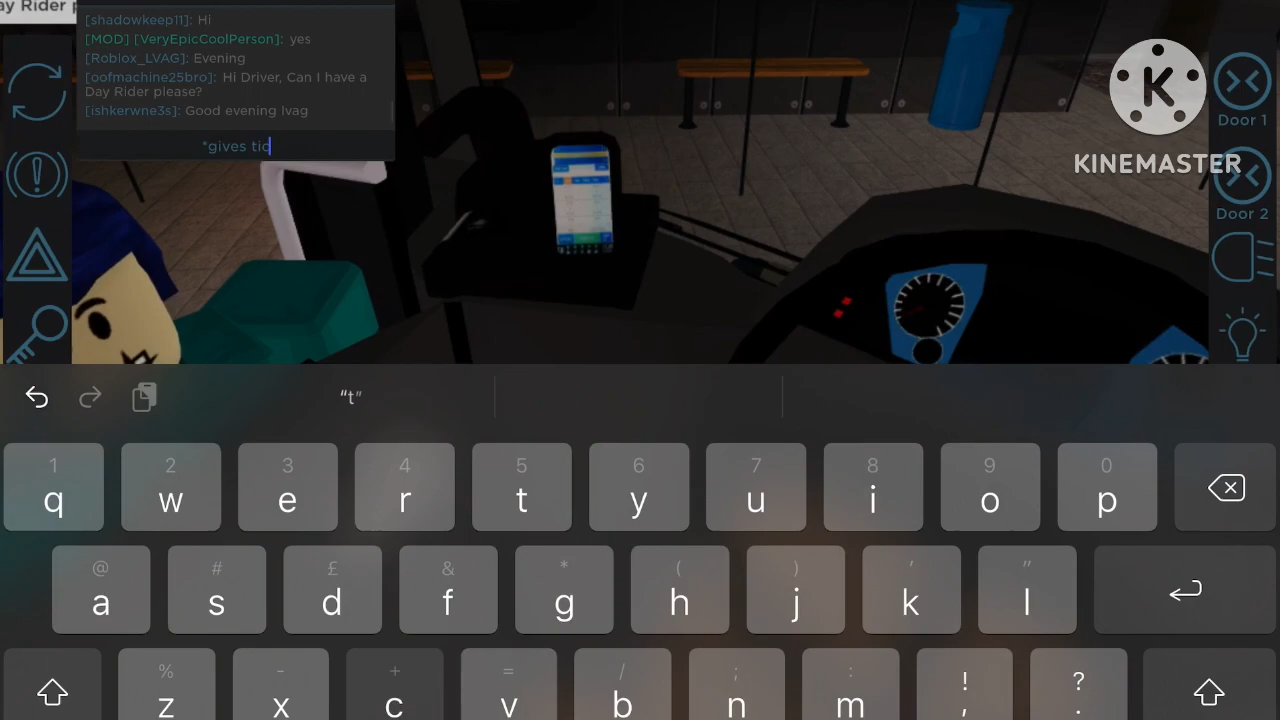 ay Rider p
[shadowkeep11]: Hi
[MOD] [VeryEpicCoolPerson]: yes
[Roblox_LVAG]: Evening
[oofmachine25bro]: Hi Driver, Can I have a
Day Rider please?
[ishkerwne3s]: Good evening lvag
*gives tic
K
KINEMASTER
Door 1
Door 2
“t”
1 2 3 4 5 6 7 8 9 0
q w e r t y u i o p
@ # £ & * ( ) ' "
a s d f g h j k l
% - + = / ; : ! ?
z x c v b n m , .